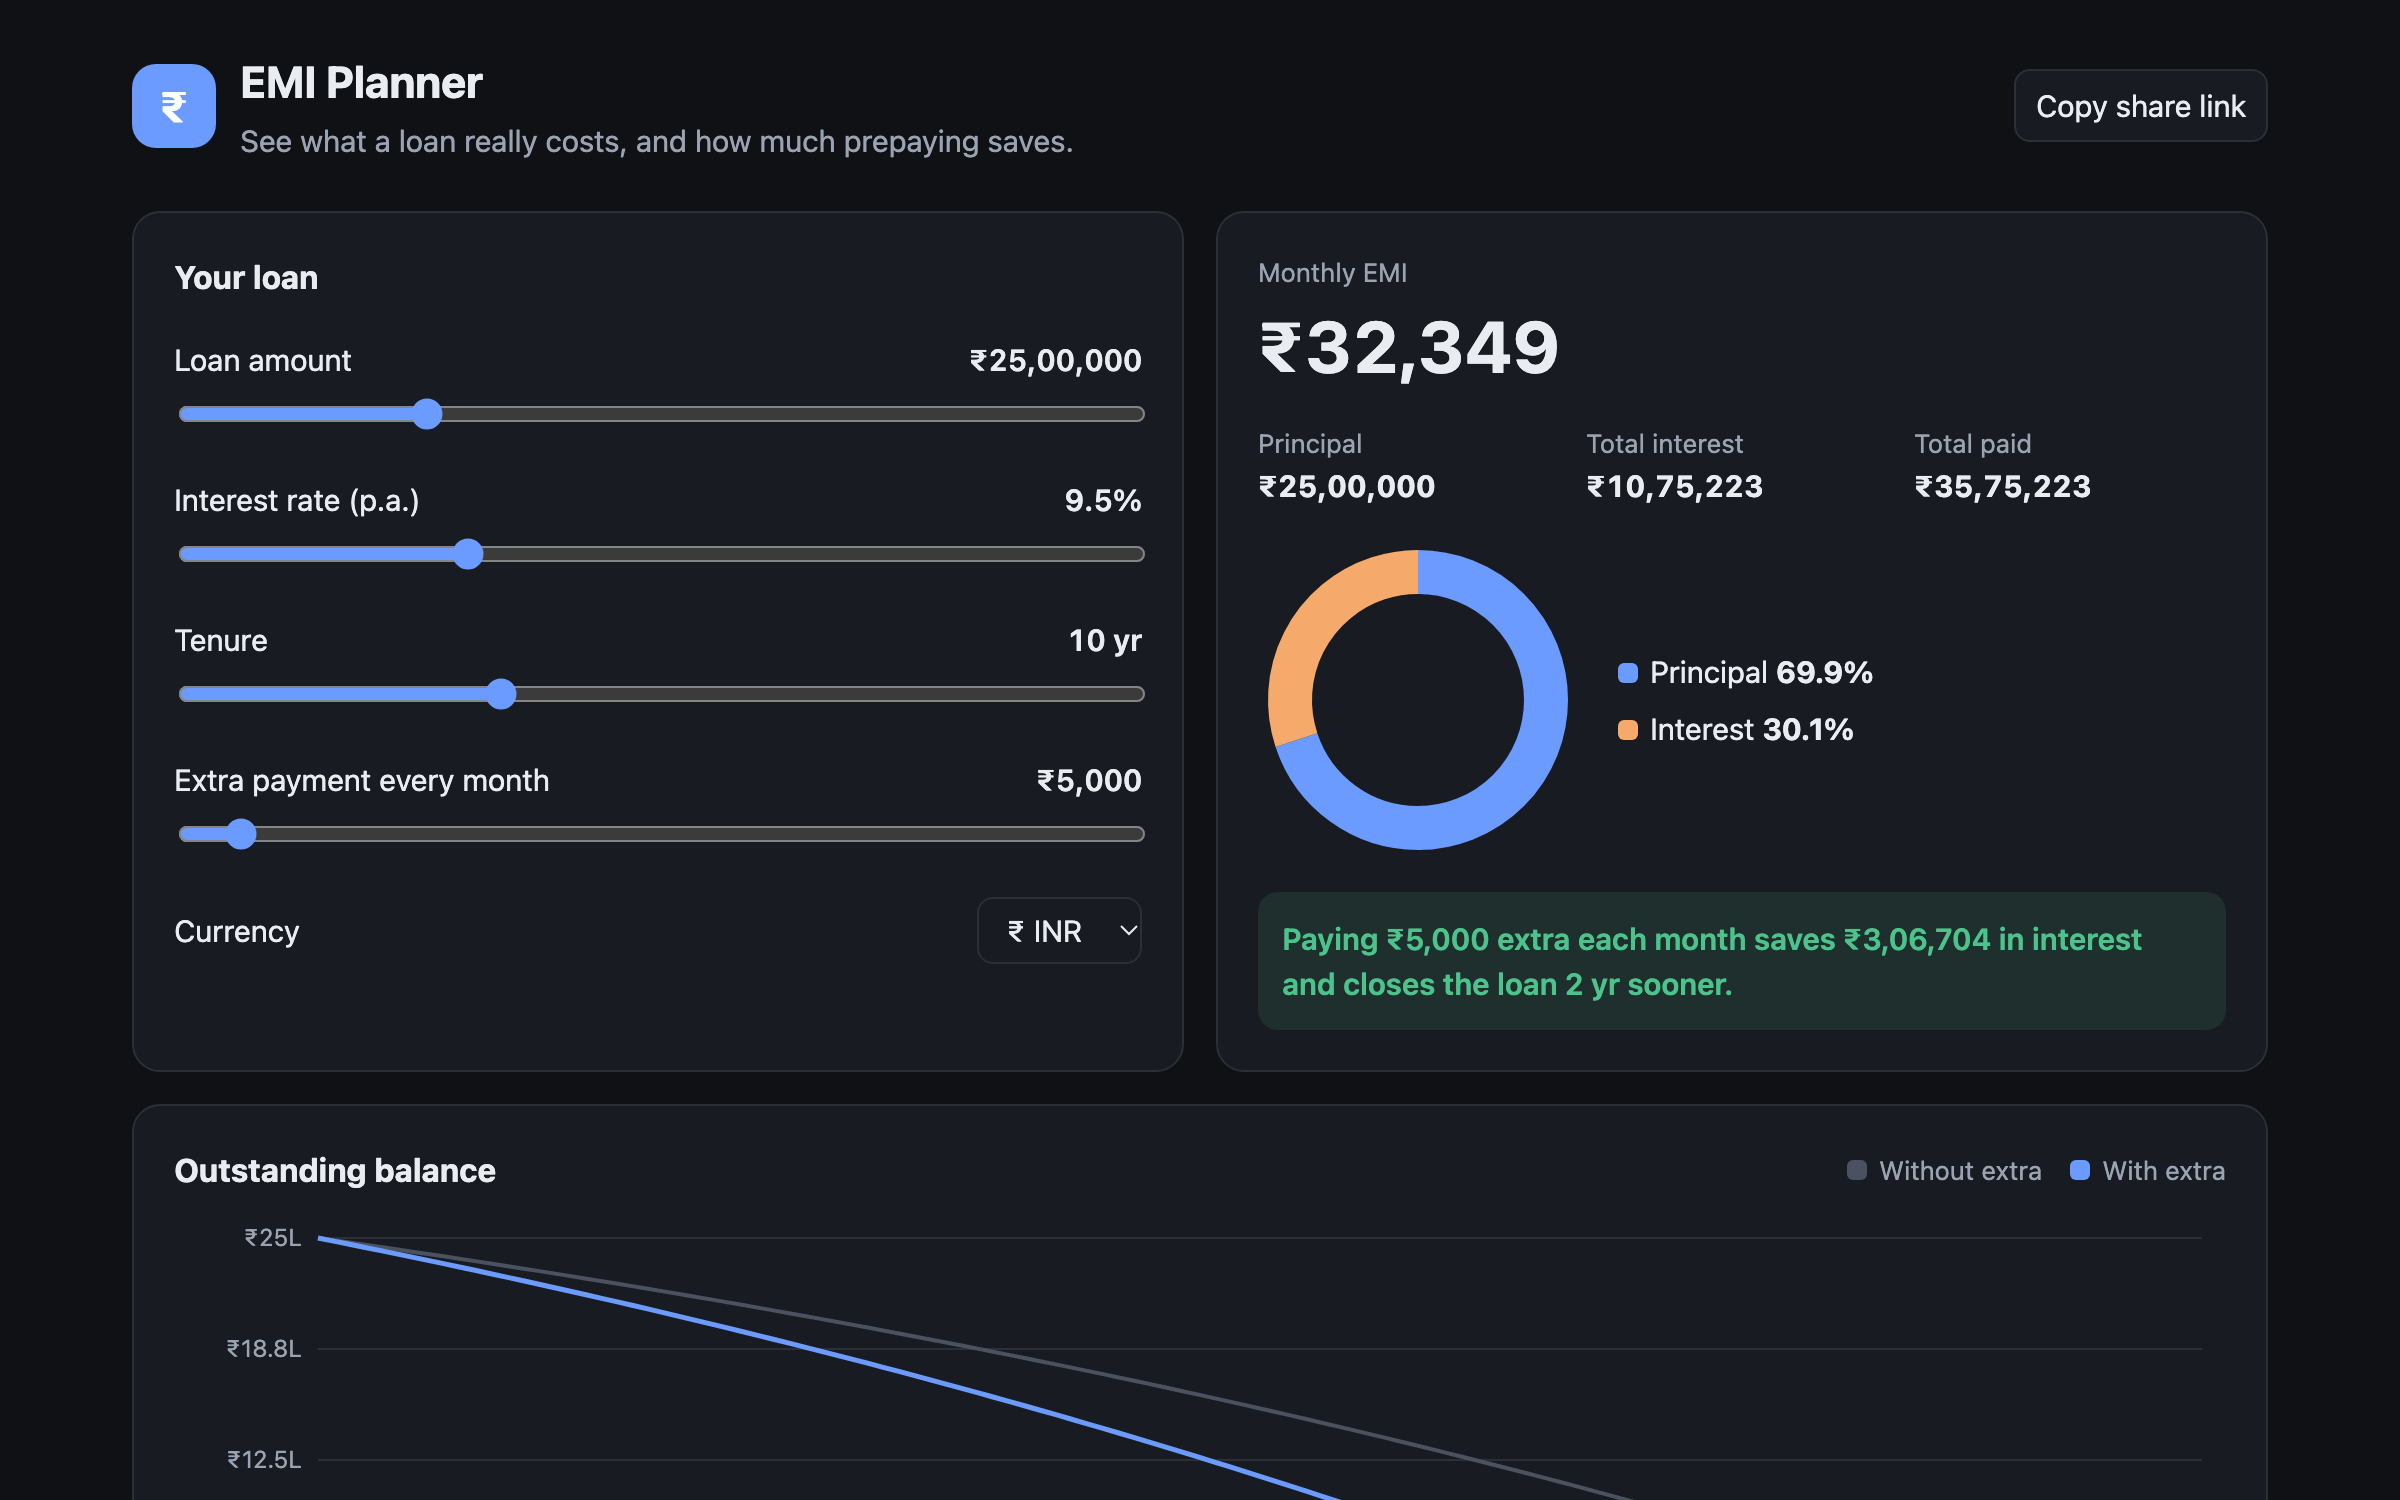 ₹
EMI Planner
See what a loan really costs, and how much prepaying saves.
Copy share link
Your loan
Loan amount ₹25,00,000
Interest rate (p.a.) 9.5%
Tenure 10 yr
Extra payment every month ₹5,000
Currency ₹ INR
Monthly EMI
₹32,349
Principal Total interest Total paid
₹25,00,000 ₹10,75,223 ₹35,75,223
Principal 69.9%
Interest 30.1%
Paying ₹5,000 extra each month saves ₹3,06,704 in interest
and closes the loan 2 yr sooner.
Outstanding balance
Without extra With extra
₹25L
₹18.8L
₹12.5L